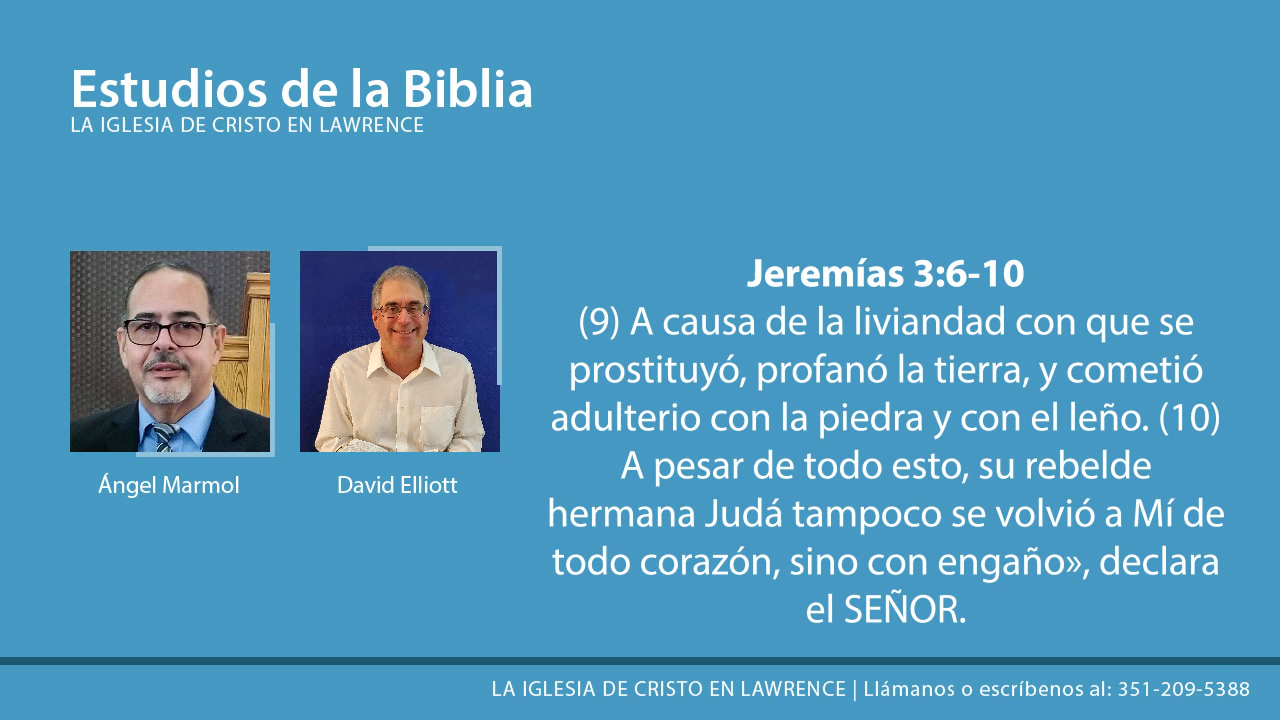 Estudios de la Biblia
LA IGLESIA DE CRISTO EN LAWRENCE
Ángel Marmol
David Elliott
Jeremías 3:6-10
(9) A causa de la liviandad con que se
prostituyó, profanó la tierra, y cometió
adulterio con la piedra y con el leño. (10)
A pesar de todo esto, su rebelde
hermana Judá tampoco se volvió a Mí de
todo corazón, sino con engaño», declara
el SEÑOR.
LA IGLESIA DE CRISTO EN LAWRENCE | Llámanos o escríbenos al: 351-209-5388